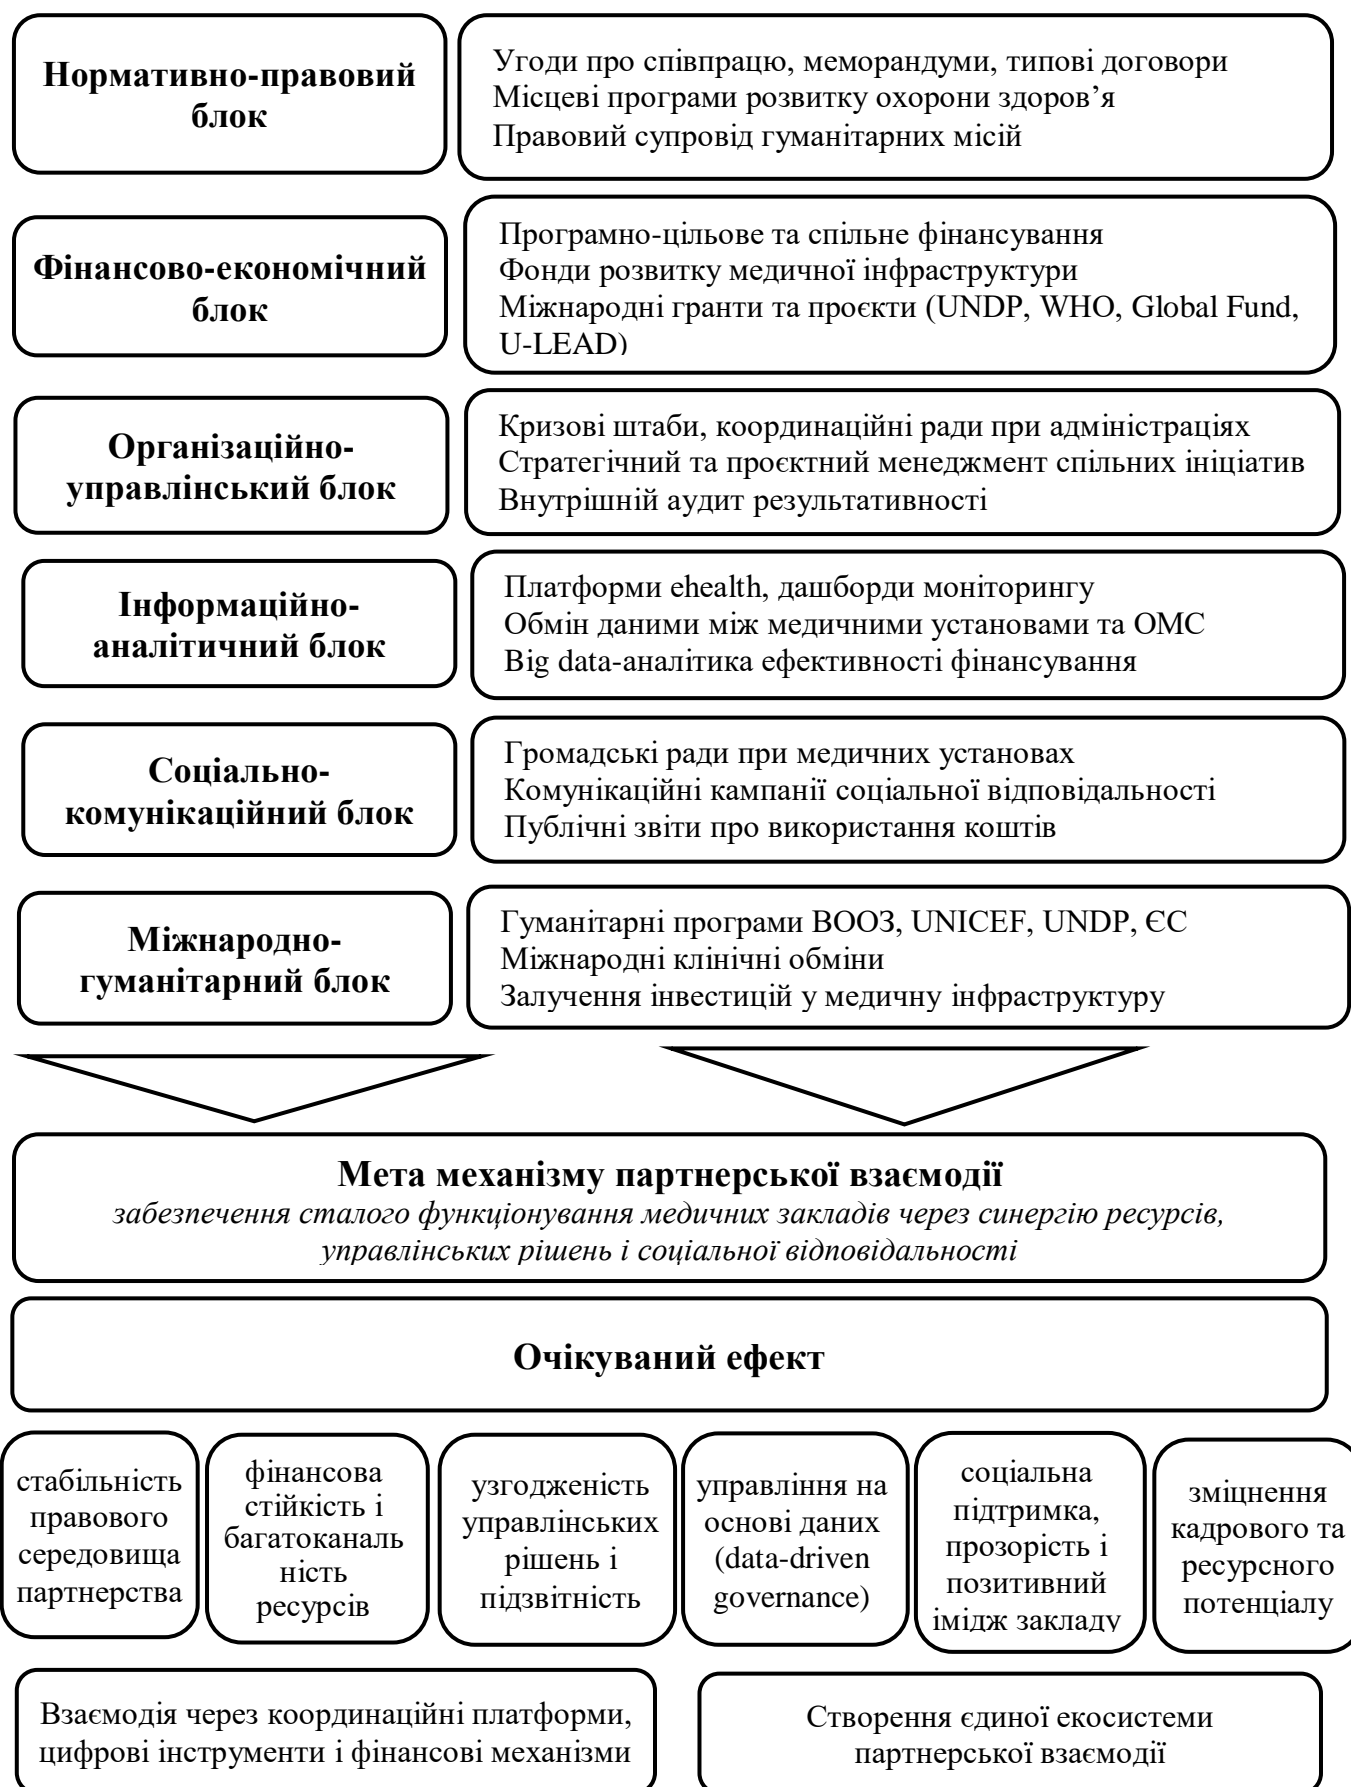 Нормативно-правовий
блок
Угоди про співпрацю, меморандуми, типові договори
Місцеві програми розвитку охорони здоров’я
Правовий супровід гуманітарних місій
Фінансово-економічний
блок
Програмно-цільове та спільне фінансування
Фонди розвитку медичної інфраструктури
Міжнародні гранти та проєкти (UNDP, WHO, Global Fund,
U-LEAD)
Організаційно-
управлінський блок
Кризові штаби, координаційні ради при адміністраціях
Стратегічний та проєктний менеджмент спільних ініціатив
Внутрішній аудит результативності
Інформаційно-
аналітичний блок
Платформи ehealth, дашборди моніторингу
Обмін даними між медичними установами та ОМС
Big data-аналітика ефективності фінансування
Соціально-
комунікаційний блок
Громадські ради при медичних установах
Комунікаційні кампанії соціальної відповідальності
Публічні звіти про використання коштів
Міжнародно-
гуманітарний блок
Гуманітарні програми ВООЗ, UNICEF, UNDP, ЄС
Міжнародні клінічні обміни
Залучення інвестицій у медичну інфраструктуру
Мета механізму партнерської взаємодії
забезпечення сталого функціонування медичних закладів через синергію ресурсів,
управлінських рішень і соціальної відповідальності
Очікуваний ефект
стабільність
правового
середовища
партнерства
фінансова
стійкість і
багатоканаль
ність
ресурсів
узгодженість
управлінських
рішень і
підзвітність
управління на
основі даних
(data-driven
governance)
соціальна
підтримка,
прозорість і
позитивний
імідж закладу
зміцнення
кадрового та
ресурсного
потенціалу
Взаємодія через координаційні платформи,
цифрові інструменти і фінансові механізми
Створення єдиної екосистеми
партнерської взаємодії